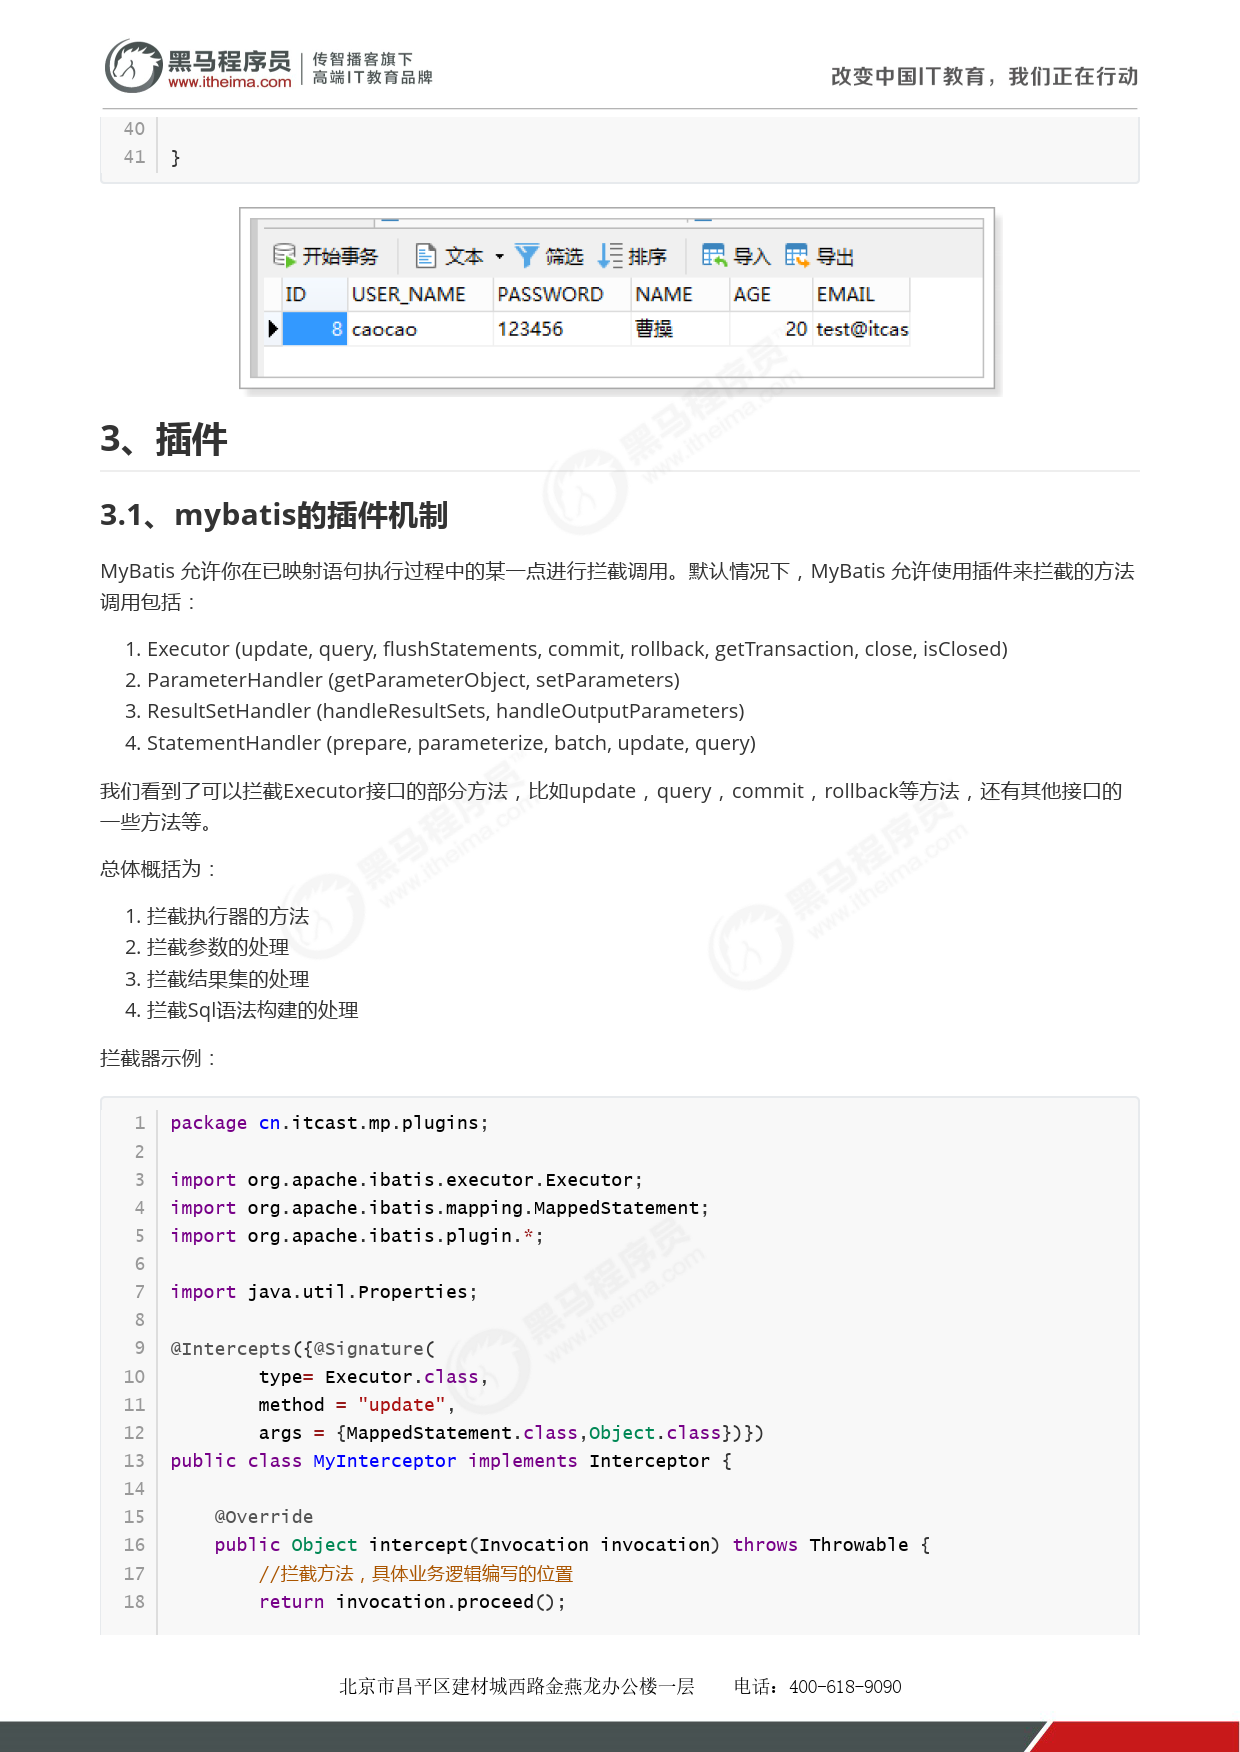 黑马程序员
www.itheima.com
传智播客旗下
高端IT教育品牌
改变中国IT教育，我们正在行动
40
41 }
开始事务 文本 筛选 排序 导入 导出
ID USER_NAME PASSWORD NAME AGE EMAIL
8 caocao 123456 曹操 20 test@itcas
3、插件
3.1、mybatis的插件机制
MyBatis 允许你在已映射语句执行过程中的某一点进行拦截调用。默认情况下，MyBatis 允许使用插件来拦截的方法
调用包括：
1. Executor (update, query, flushStatements, commit, rollback, getTransaction, close, isClosed)
2. ParameterHandler (getParameterObject, setParameters)
3. ResultSetHandler (handleResultSets, handleOutputParameters)
4. StatementHandler (prepare, parameterize, batch, update, query)
我们看到了可以拦截Executor接口的部分方法，比如update，query，commit，rollback等方法，还有其他接口的
一些方法等。
总体概括为：
1. 拦截执行器的方法
2. 拦截参数的处理
3. 拦截结果集的处理
4. 拦截Sql语法构建的处理
拦截器示例：
1 package cn.itcast.mp.plugins;
2
3 import org.apache.ibatis.executor.Executor;
4 import org.apache.ibatis.mapping.MappedStatement;
5 import org.apache.ibatis.plugin.*;
6
7 import java.util.Properties;
8
9 @Intercepts({@Signature(
10         type= Executor.class,
11         method = "update",
12         args = {MappedStatement.class,Object.class})})
13 public class MyInterceptor implements Interceptor {
14
15     @Override
16     public Object intercept(Invocation invocation) throws Throwable {
17         //拦截方法，具体业务逻辑编写的位置
18         return invocation.proceed();
北京市昌平区建材城西路金燕龙办公楼一层 电话：400-618-9090